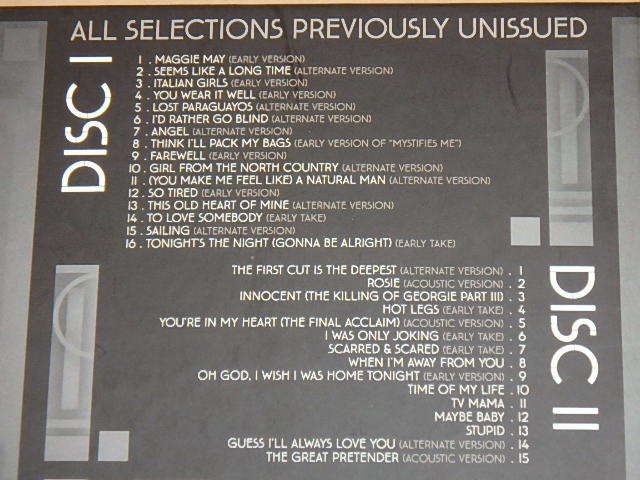 ALL SELECTIONS PREVIOUSLY UNISSUED
DISC I
1 . MAGGIE MAY (EARLY VERSION)
2 . SEEMS LIKE A LONG TIME (ALTERNATE VERSION)
3 . ITALIAN GIRLS (EARLY VERSION)
4 . YOU WEAR IT WELL (EARLY VERSION)
5 . LOST PARAGUAYOS (ALTERNATE VERSION)
6 . I'D RATHER GO BLIND (ALTERNATE VERSION)
7 . ANGEL (ALTERNATE VERSION)
8 . THINK I'LL PACK MY BAGS (EARLY VERSION OF "MYSTIFIES ME")
9 . FAREWELL (EARLY VERSION)
10 . GIRL FROM THE NORTH COUNTRY (ALTERNATE VERSION)
11 . (YOU MAKE ME FEEL LIKE) A NATURAL MAN (ALTERNATE VERSION)
12 . SO TIRED (EARLY VERSION)
13 . THIS OLD HEART OF MINE (ALTERNATE VERSION)
14 . TO LOVE SOMEBODY (EARLY TAKE)
15 . SAILING (ALTERNATE VERSION)
16 . TONIGHT'S THE NIGHT (GONNA BE ALRIGHT) (EARLY TAKE)
DISC II
THE FIRST CUT IS THE DEEPEST (ALTERNATE VERSION) . 1
ROSIE (ACOUSTIC VERSION) . 2
INNOCENT (THE KILLING OF GEORGIE PART III) . 3
HOT LEGS (EARLY TAKE) . 4
YOU'RE IN MY HEART (THE FINAL ACCLAIM) (ACOUSTIC VERSION) . 5
I WAS ONLY JOKING (EARLY TAKE) . 6
SCARRED & SCARED (EARLY TAKE) . 7
WHEN I'M AWAY FROM YOU . 8
OH GOD, I WISH I WAS HOME TONIGHT (EARLY VERSION) . 9
TIME OF MY LIFE . 10
TV MAMA . 11
MAYBE BABY . 12
STUPID . 13
GUESS I'LL ALWAYS LOVE YOU (ALTERNATE VERSION) . 14
THE GREAT PRETENDER (ACOUSTIC VERSION) . 15